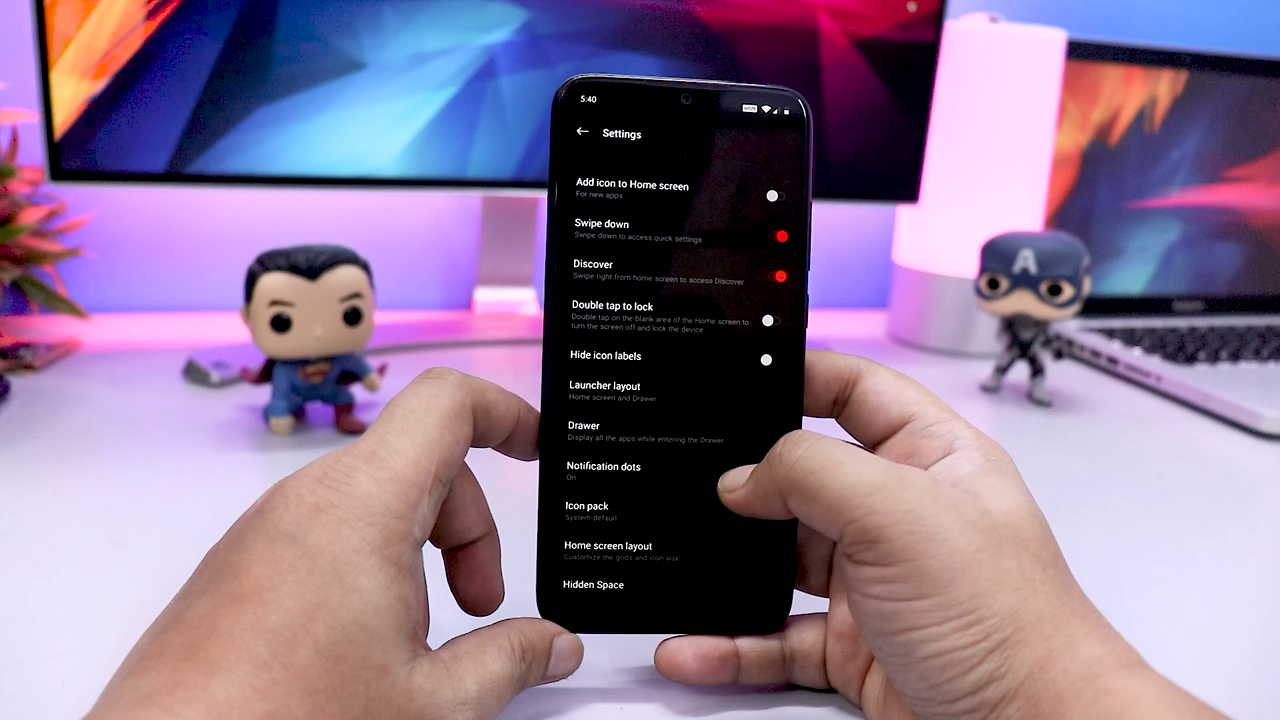 5:40
Settings
Add icon to Home screen
For new apps
Swipe down
Swipe down to access quick settings
Discover
Swipe right from home screen to access Discover
Double tap to lock
Double tap on the blank area of the Home screen to
turn the screen off and lock the device
Hide icon labels
Launcher layout
Home screen and Drawer
Drawer
Display all the apps while entering the Drawer
Notification dots
On
Icon pack
System default
Home screen layout
Customize the grids and icon size
Hidden Space
A